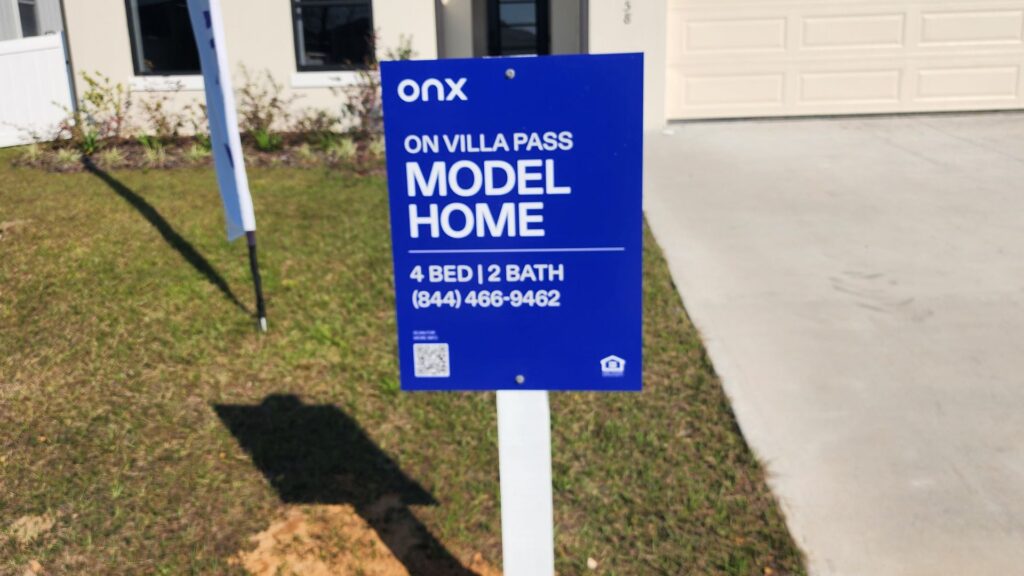 onx
ON VILLA PASS
MODEL
HOME
4 BED | 2 BATH
(844) 466-9462